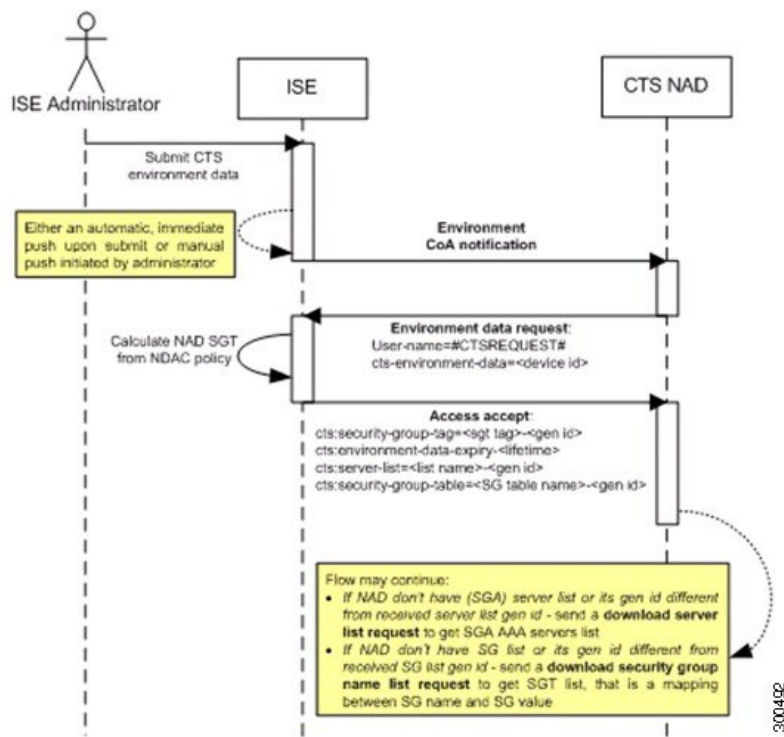 ISE
CTS NAD
ISE Administrator
Submit CTS
environment data
Either an automatic, immediate
push upon submit or manual
push initiated by administrator
Environment
CoA notification
Calculate NAD SGT
from NDAC policy
Environment data request:
User-name=#CTSREQUEST#
cts-environment-data=<device id>
Access accept:
cts:security-group-tag=<sgt tag>-<gen id>
cts:environment-data-expiry-<lifetime>
cts:server-list=<list name>-<gen id>
cts:security-group-table=<SG table name>-<gen id>
Flow may continue:
• If NAD don't have (SGA) server list or its gen id different
from received server list gen id - send a download server
list request to get SGA AAA servers list
• If NAD don't have SG list or its gen id different from
received SG list gen id - send a download security group
name list request to get SGT list, that is a mapping
between SG name and SG value
300492